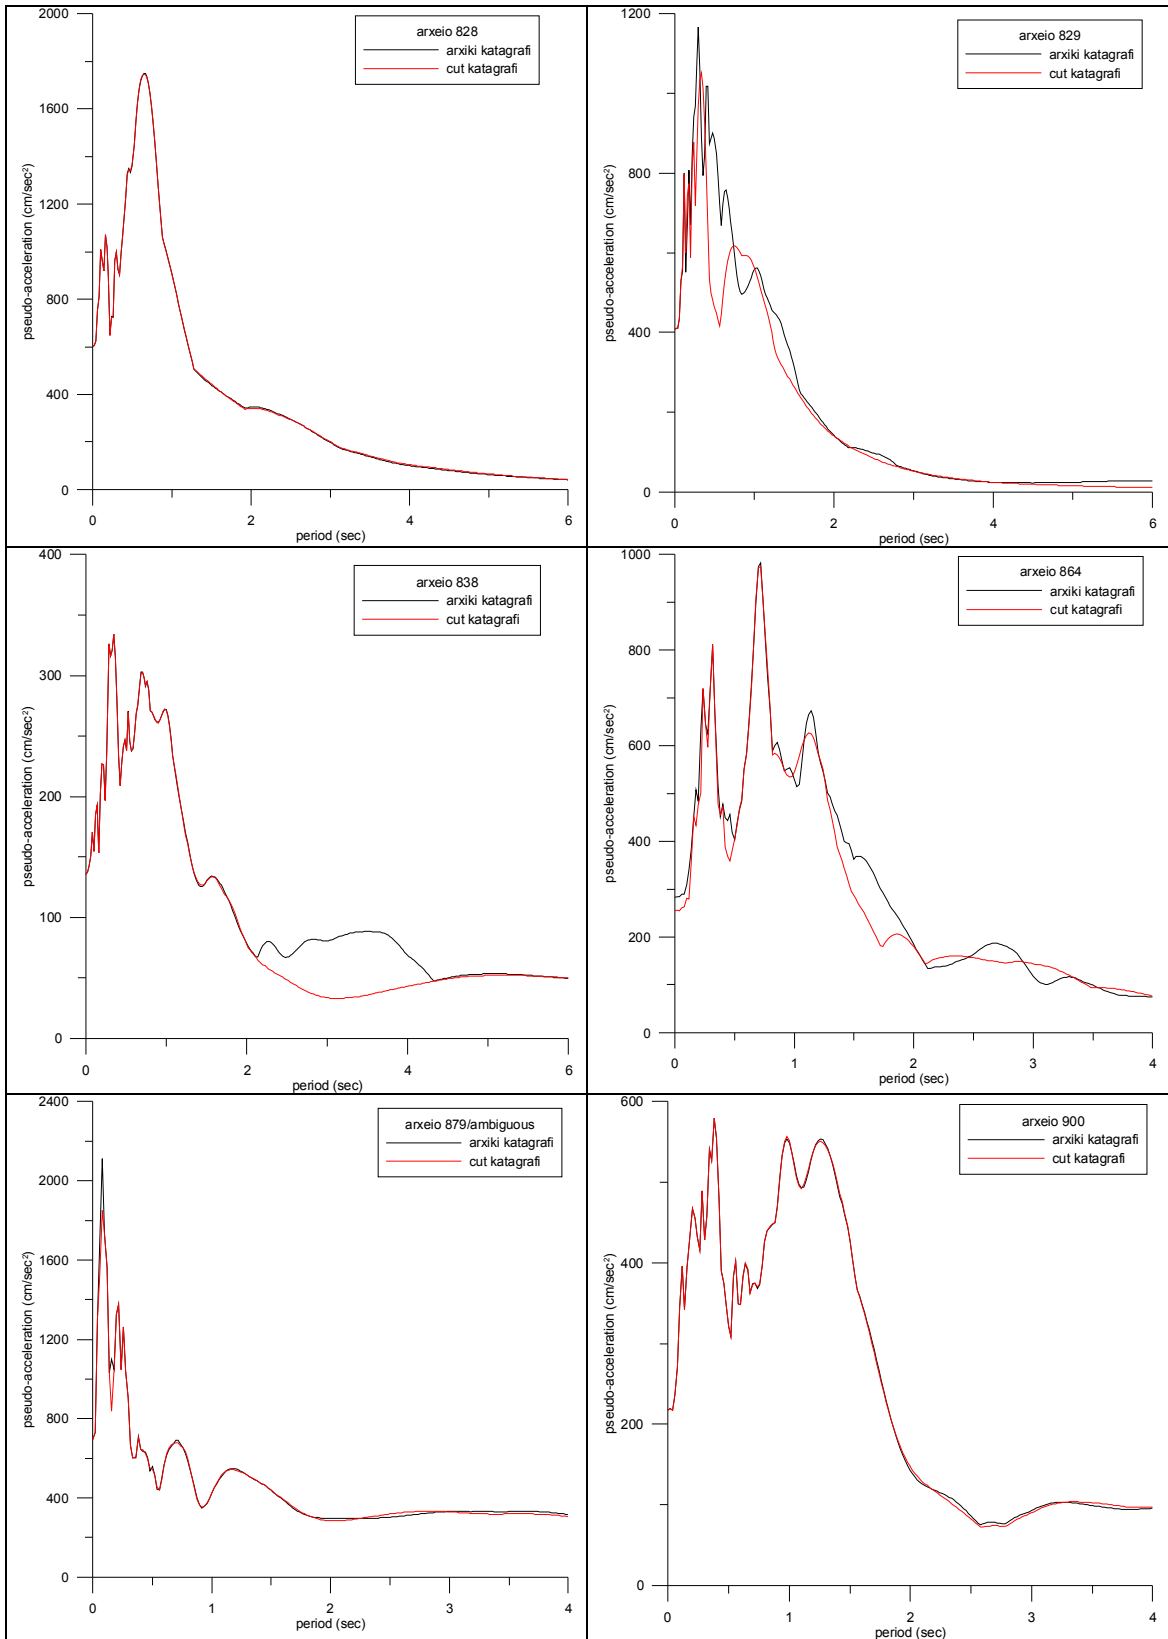 2000
1600
1200
800
400
0
pseudo-acceleration (cm/sec²)
0 2 4 6
period (sec)
arxeio 828
arxiki katagrafi
cut katagrafi
1200
800
400
0
pseudo-acceleration (cm/sec²)
0 2 4 6
period (sec)
arxeio 829
arxiki katagrafi
cut katagrafi
400
300
200
100
0
pseudo-acceleration (cm/sec²)
0 2 4 6
period (sec)
arxeio 838
arxiki katagrafi
cut katagrafi
1000
800
600
400
200
0
pseudo-acceleration (cm/sec²)
0 1 2 3 4
period (sec)
arxeio 864
arxiki katagrafi
cut katagrafi
2400
2000
1600
1200
800
400
0
pseudo-acceleration (cm/sec²)
0 1 2 3 4
period (sec)
arxeio 879/ambiguous
arxiki katagrafi
cut katagrafi
600
400
200
0
pseudo-acceleration (cm/sec²)
0 1 2 3 4
period (sec)
arxeio 900
arxiki katagrafi
cut katagrafi